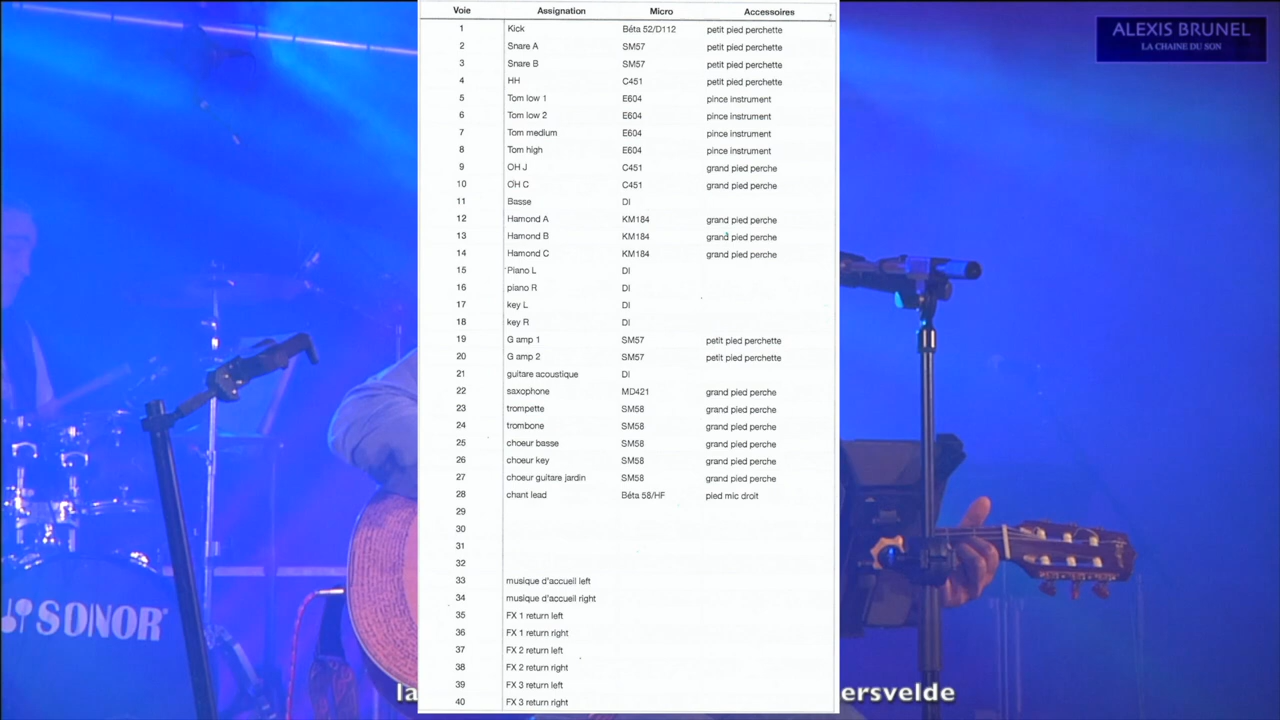 Voie Assignation Micro Accessoires
1 Kick Béta 52/D112 petit pied perchette
2 Snare A SM57 petit pied perchette
3 Snare B SM57 petit pied perchette
4 HH C451 petit pied perchette
5 Tom low 1 E604 pince instrument
6 Tom low 2 E604 pince instrument
7 Tom medium E604 pince instrument
8 Tom high E604 pince instrument
9 OH J C451 grand pied perche
10 OH C C451 grand pied perche
11 Basse DI
12 Hamond A KM184 grand pied perche
13 Hamond B KM184 grand pied perche
14 Hamond C KM184 grand pied perche
15 Piano L DI
16 piano R DI
17 key L DI
18 key R DI
19 G amp 1 SM57 petit pied perchette
20 G amp 2 SM57 petit pied perchette
21 guitare acoustique DI
22 saxophone MD421 grand pied perche
23 trompette SM58 grand pied perche
24 trombone SM58 grand pied perche
25 choeur basse SM58 grand pied perche
26 choeur key SM58 grand pied perche
27 choeur guitare jardin SM58 grand pied perche
28 chant lead Béta 58/HF pied mic droit
29
30
31
32
33 musique d'accueil left
34 musique d'accueil right
35 FX 1 return left
36 FX 1 return right
37 FX 2 return left
38 FX 2 return right
39 FX 3 return left
40 FX 3 return right
ALEXIS BRUNEL
LA CHAINE DU SON
SONOR
la ersvelde